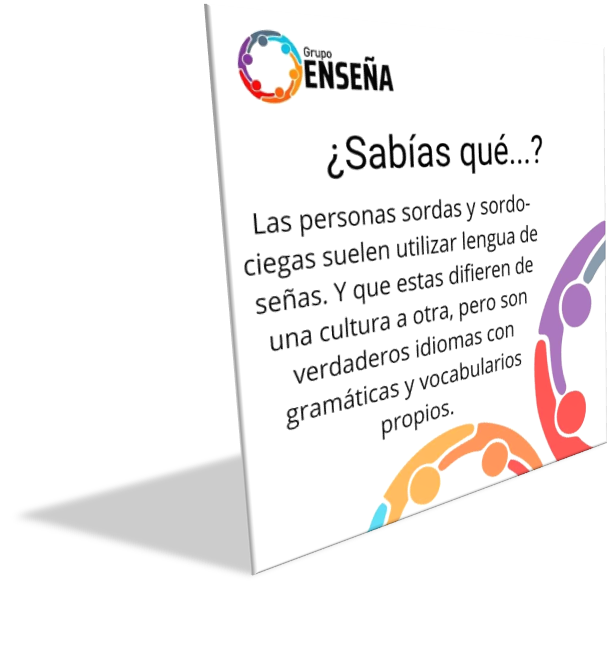 Grupo
ENSEÑA
¿Sabías qué...?
Las personas sordas y sordo-
ciegas suelen utilizar lengua de
señas. Y que estas difieren de
una cultura a otra, pero son
verdaderos idiomas con
gramáticas y vocabularios
propios.